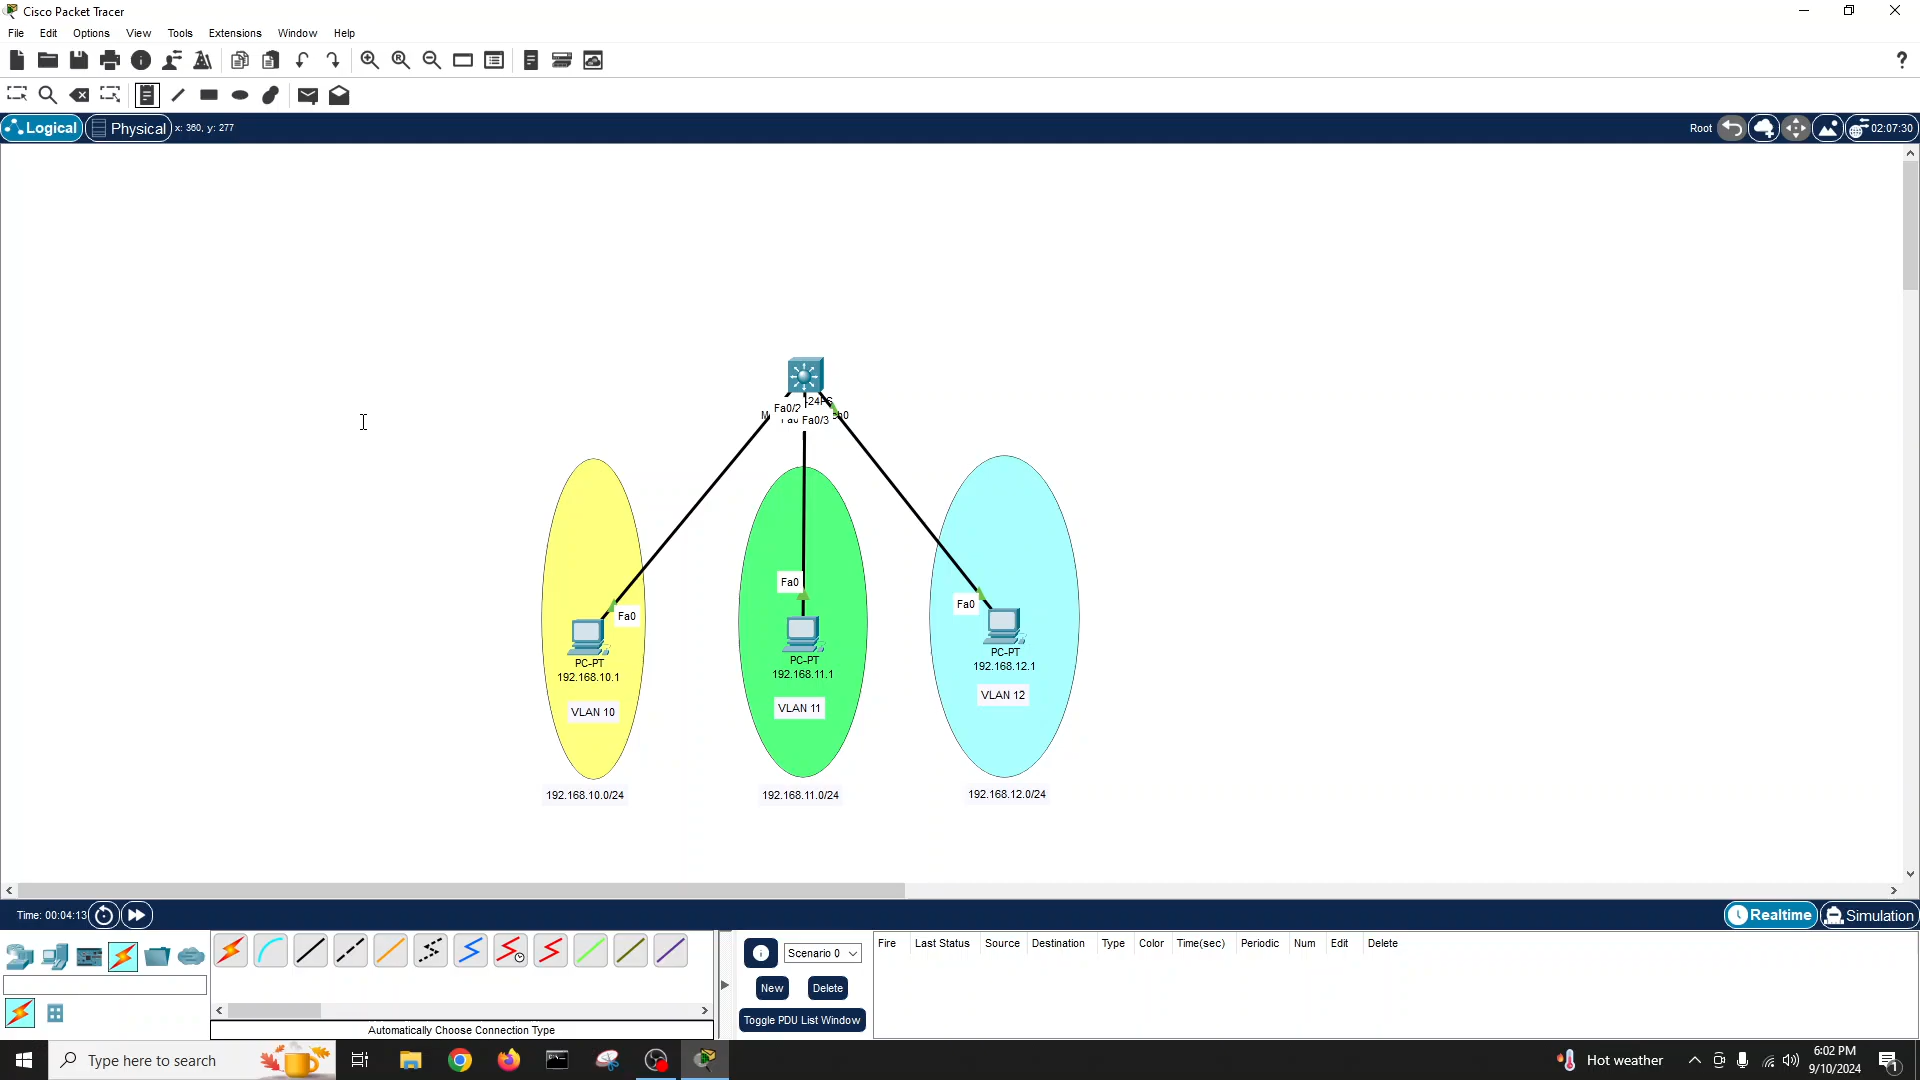 Cisco Packet Tracer
File Edit Options View Tools Extensions Window Help
Logical Physical x: 360, y: 277 Root 02:07:30
-24PS
Fa0/2
Fa0/3
Fa0
Fa0
Fa0
PC-PT
192.168.10.1
VLAN 10
PC-PT
192.168.11.1
VLAN 11
PC-PT
192.168.12.1
VLAN 12
192.168.10.0/24
192.168.11.0/24
192.168.12.0/24
Time: 00:04:13 Realtime Simulation
Scenario 0
New Delete
Toggle PDU List Window
Fire Last Status Source Destination Type Color Time(sec) Periodic Num Edit Delete
Automatically Choose Connection Type
Type here to search
Hot weather
6:02 PM
9/10/2024
1